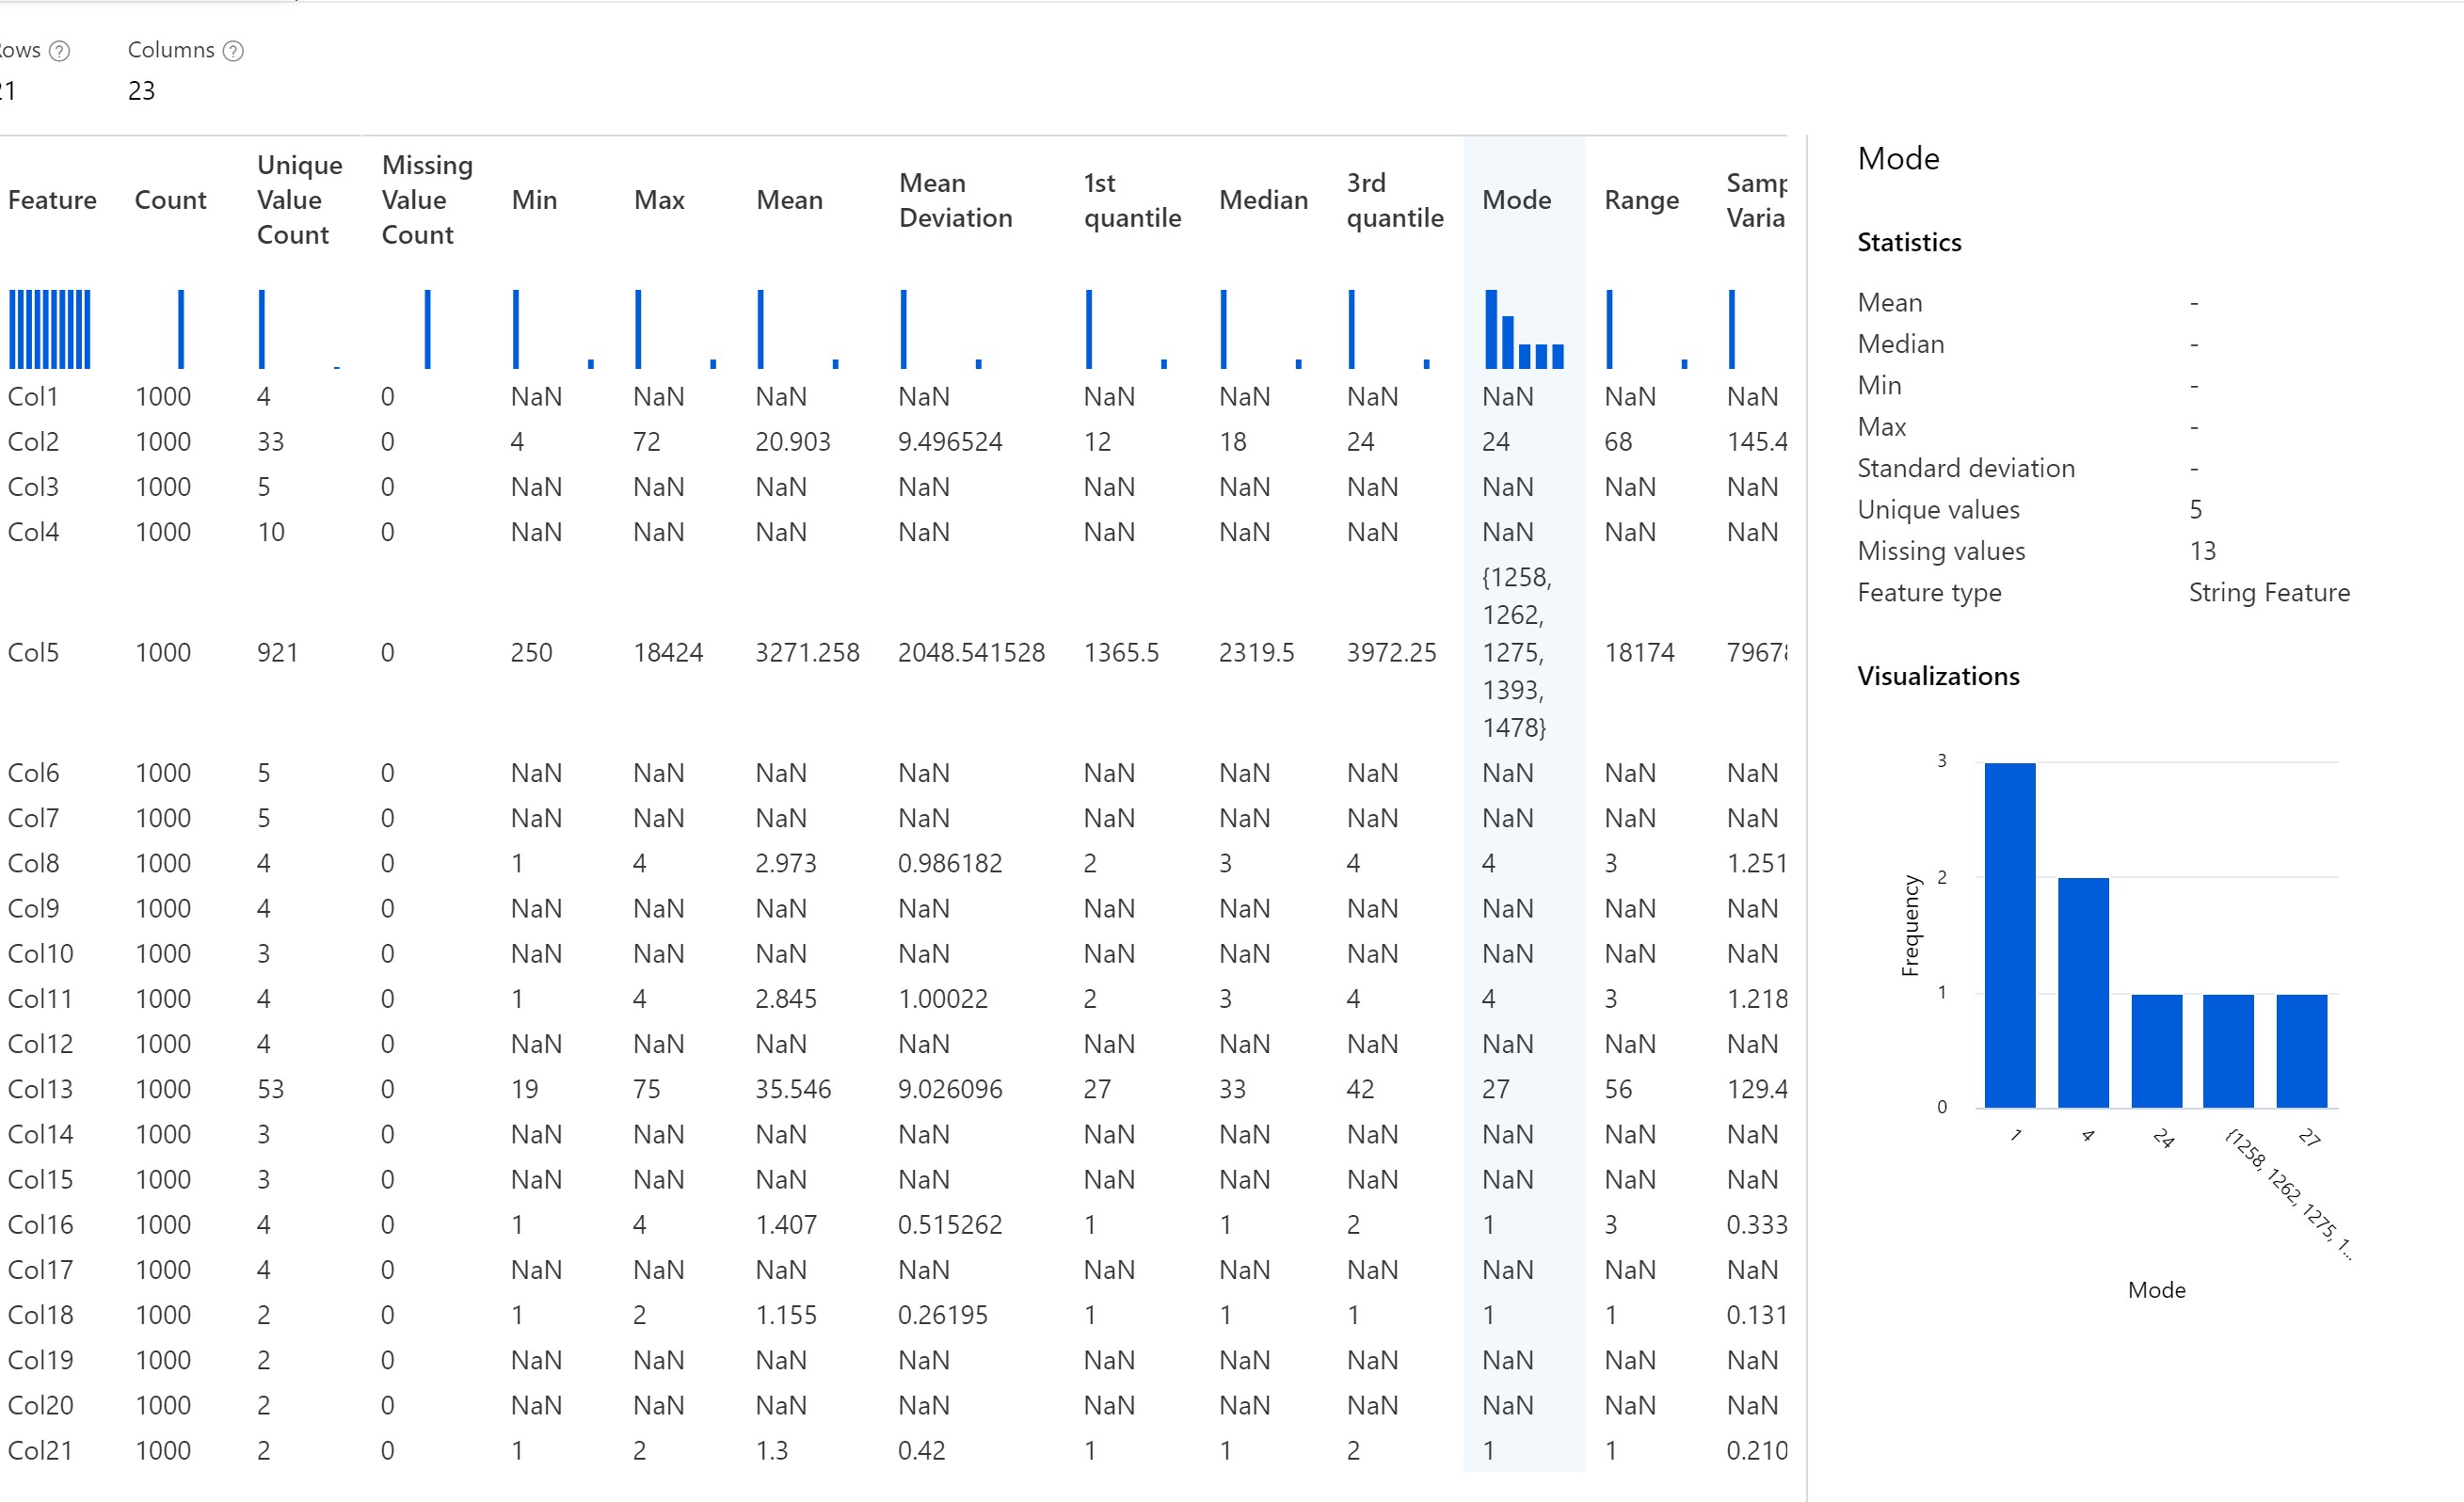 Rows Columns
21 23
Feature Count Unique Value Count Missing Value Count Min Max Mean Mean Deviation 1st quantile Median 3rd quantile Mode Range Samp Varia
Col1 1000 4 0 NaN NaN NaN NaN NaN NaN NaN NaN NaN NaN
Col2 1000 33 0 4 72 20.903 9.496524 12 18 24 24 68 145.4
Col3 1000 5 0 NaN NaN NaN NaN NaN NaN NaN NaN NaN NaN
Col4 1000 10 0 NaN NaN NaN NaN NaN NaN NaN NaN NaN NaN
Col5 1000 921 0 250 18424 3271.258 2048.541528 1365.5 2319.5 3972.25 {1258, 1262, 1275, 1393, 1478} 18174 79678
Col6 1000 5 0 NaN NaN NaN NaN NaN NaN NaN NaN NaN NaN
Col7 1000 5 0 NaN NaN NaN NaN NaN NaN NaN NaN NaN NaN
Col8 1000 4 0 1 4 2.973 0.986182 2 3 4 4 3 1.251
Col9 1000 4 0 NaN NaN NaN NaN NaN NaN NaN NaN NaN NaN
Col10 1000 3 0 NaN NaN NaN NaN NaN NaN NaN NaN NaN NaN
Col11 1000 4 0 1 4 2.845 1.00022 2 3 4 4 3 1.218
Col12 1000 4 0 NaN NaN NaN NaN NaN NaN NaN NaN NaN NaN
Col13 1000 53 0 19 75 35.546 9.026096 27 33 42 27 56 129.4
Col14 1000 3 0 NaN NaN NaN NaN NaN NaN NaN NaN NaN NaN
Col15 1000 3 0 NaN NaN NaN NaN NaN NaN NaN NaN NaN NaN
Col16 1000 4 0 1 4 1.407 0.515262 1 1 2 1 3 0.333
Col17 1000 4 0 NaN NaN NaN NaN NaN NaN NaN NaN NaN NaN
Col18 1000 2 0 1 2 1.155 0.26195 1 1 1 1 1 0.131
Col19 1000 2 0 NaN NaN NaN NaN NaN NaN NaN NaN NaN NaN
Col20 1000 2 0 NaN NaN NaN NaN NaN NaN NaN NaN NaN NaN
Col21 1000 2 0 1 2 1.3 0.42 1 1 2 1 1 0.210
Mode
Statistics
Mean -
Median -
Min -
Max -
Standard deviation -
Unique values 5
Missing values 13
Feature type String Feature
Visualizations
3
2
1
0
Frequency
1 4 24 {1258, 1262, 1275, 1... 27
Mode